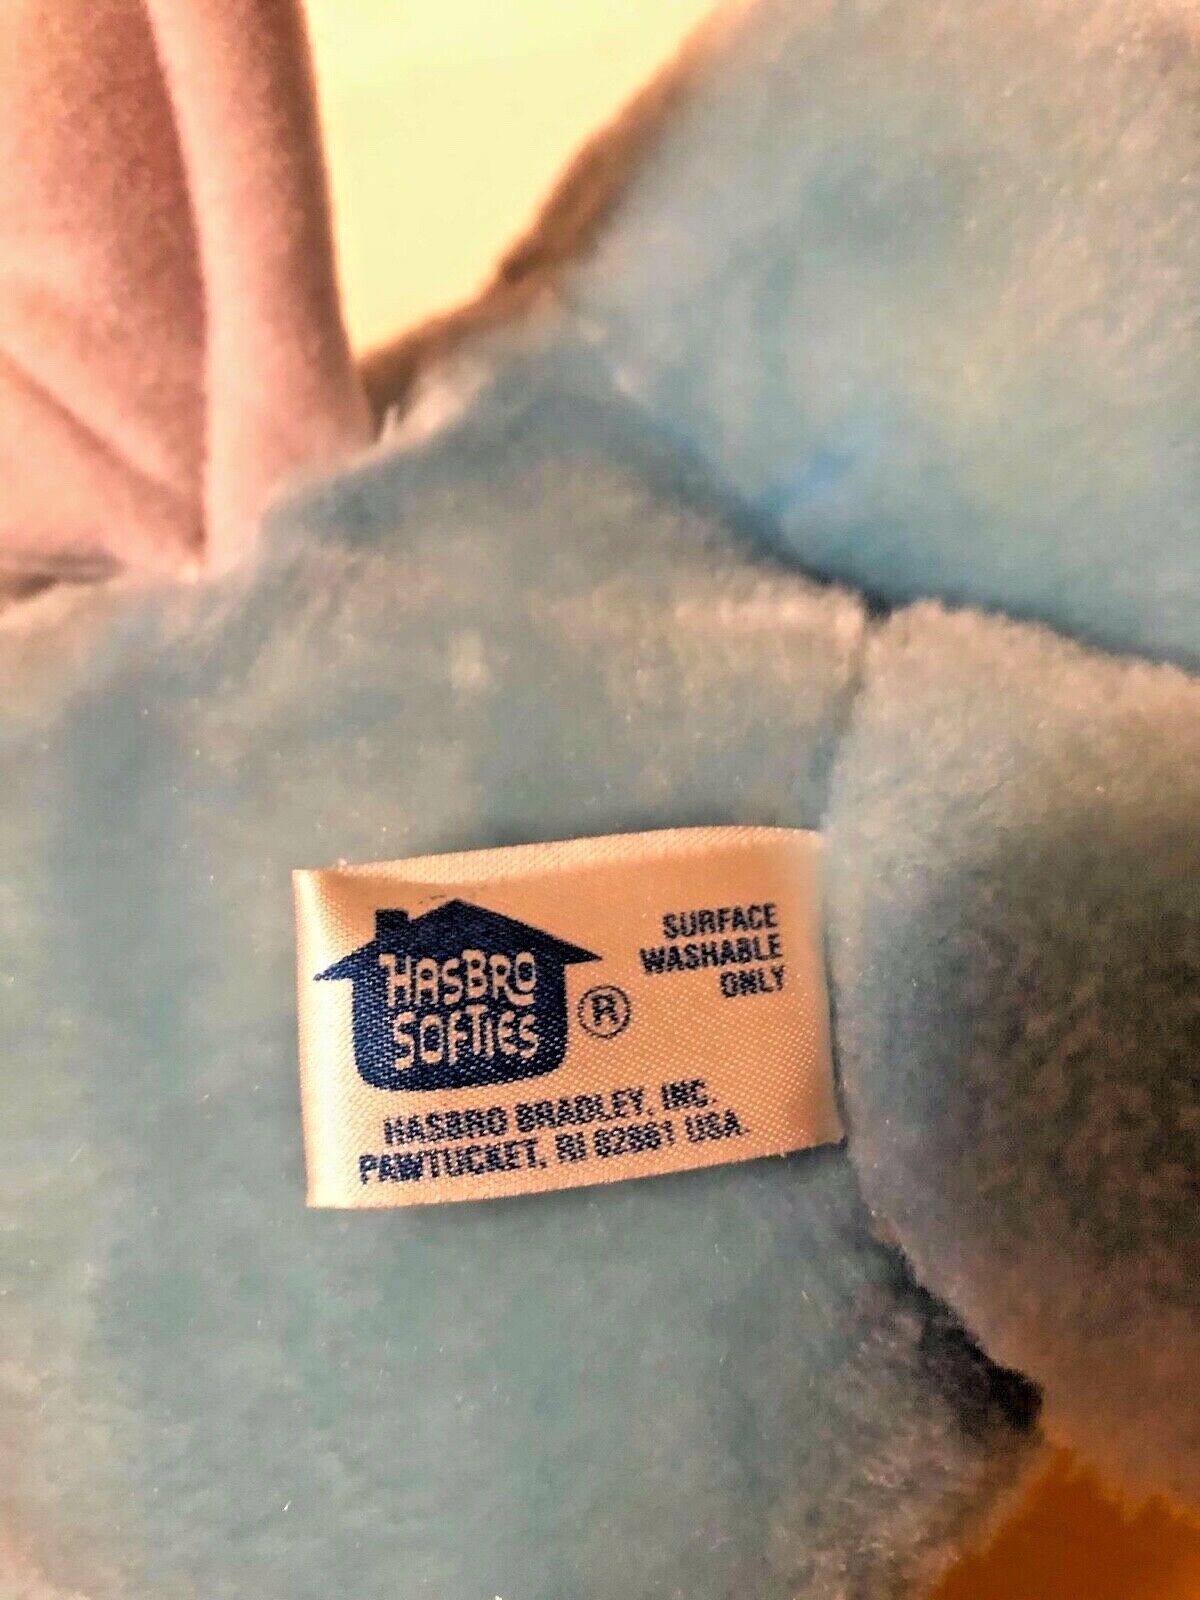 HASBRO
SOFTIES
®
SURFACE
WASHABLE
ONLY
HASBRO BRADLEY, INC.
PAWTUCKET, RI 02861 USA.